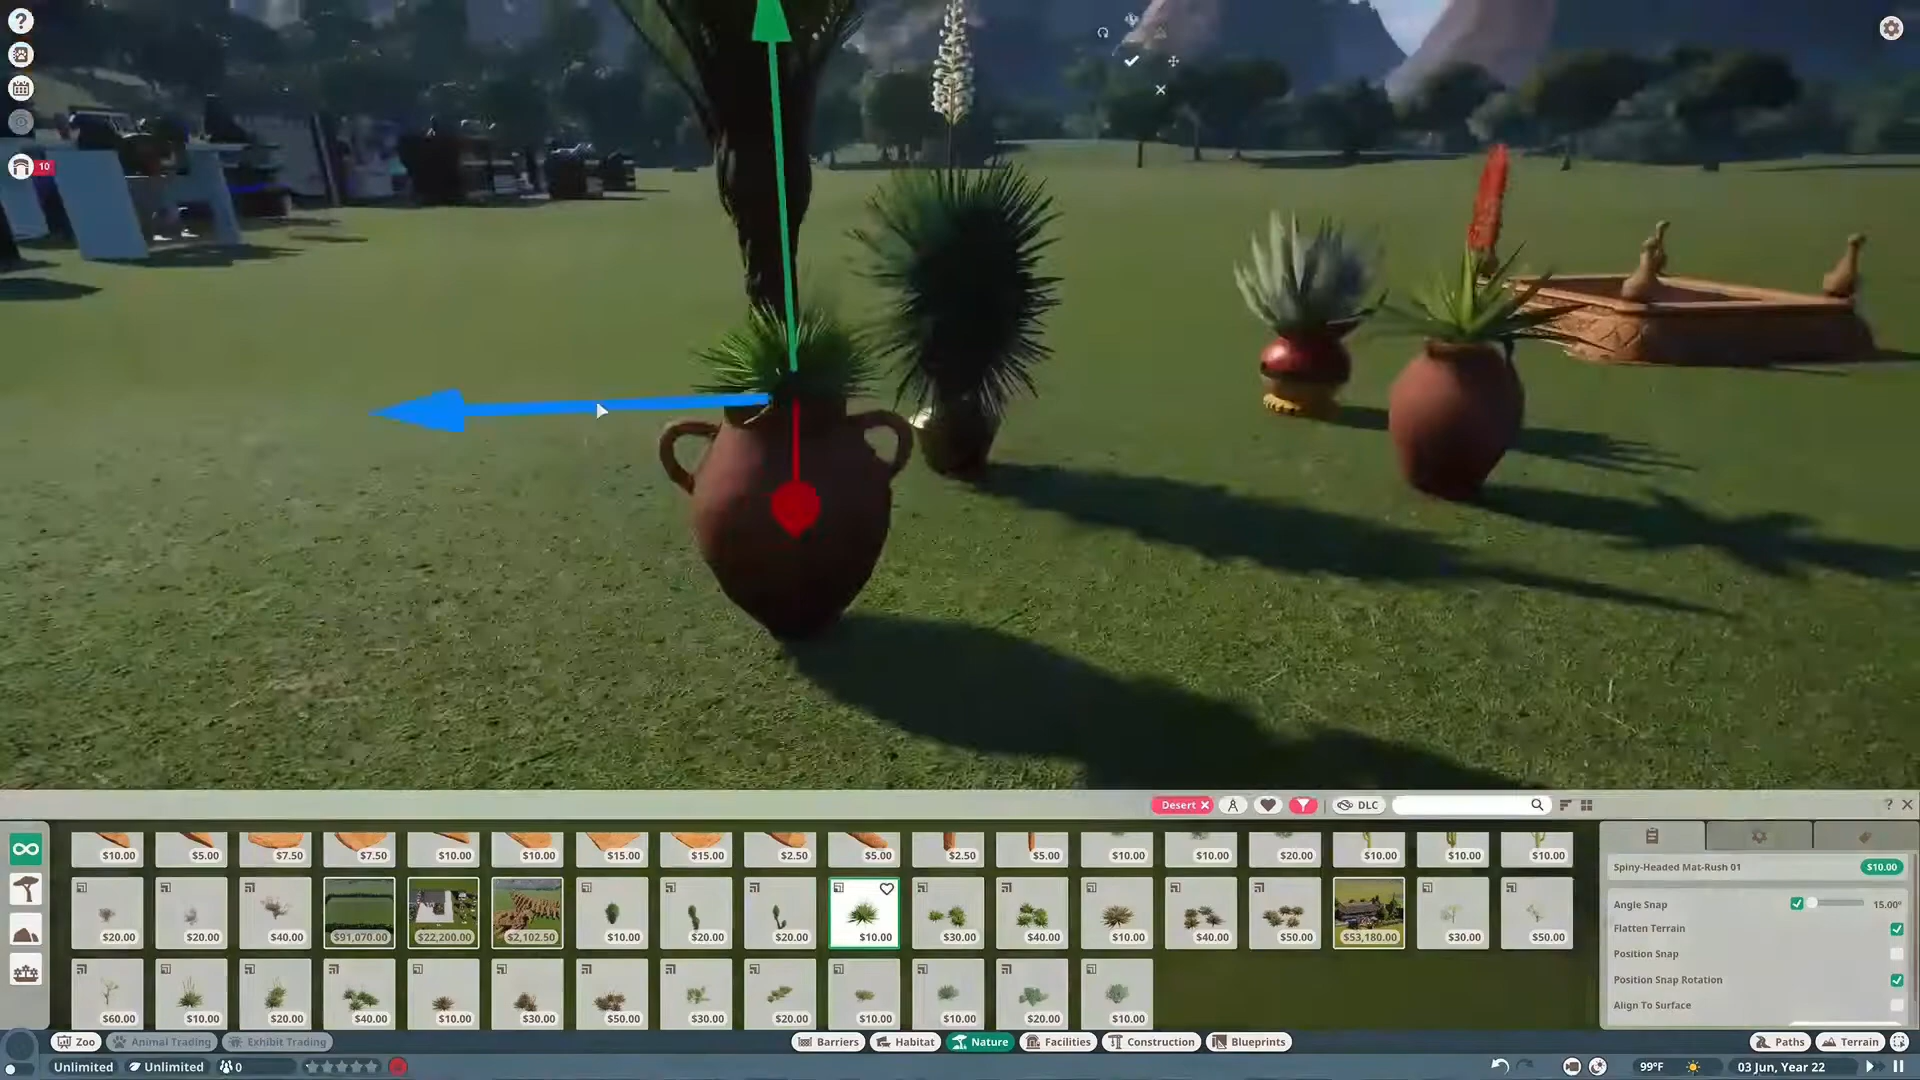 ?
10
Desert ×
DLC
?
$10.00 $5.00 $7.50 $7.50 $10.00 $10.00 $15.00 $15.00 $2.50 $5.00 $2.50 $5.00 $10.00 $10.00 $20.00 $10.00 $10.00 $10.00
$20.00 $20.00 $40.00 $91,070.00 $22,200.00 $2,102.50 $10.00 $20.00 $20.00 $10.00 $30.00 $40.00 $10.00 $40.00 $50.00 $53,180.00 $30.00 $50.00
$60.00 $10.00 $20.00 $40.00 $10.00 $30.00 $50.00 $30.00 $20.00 $10.00 $10.00 $20.00 $10.00
Spiny-Headed Mat-Rush 01 $10.00
Angle Snap 15.00°
Flatten Terrain
Position Snap
Position Snap Rotation
Align To Surface
Zoo Animal Trading Exhibit Trading Barriers Habitat Nature Facilities Construction Blueprints Paths Terrain
Unlimited Unlimited 0 99°F 03 Jun, Year 22